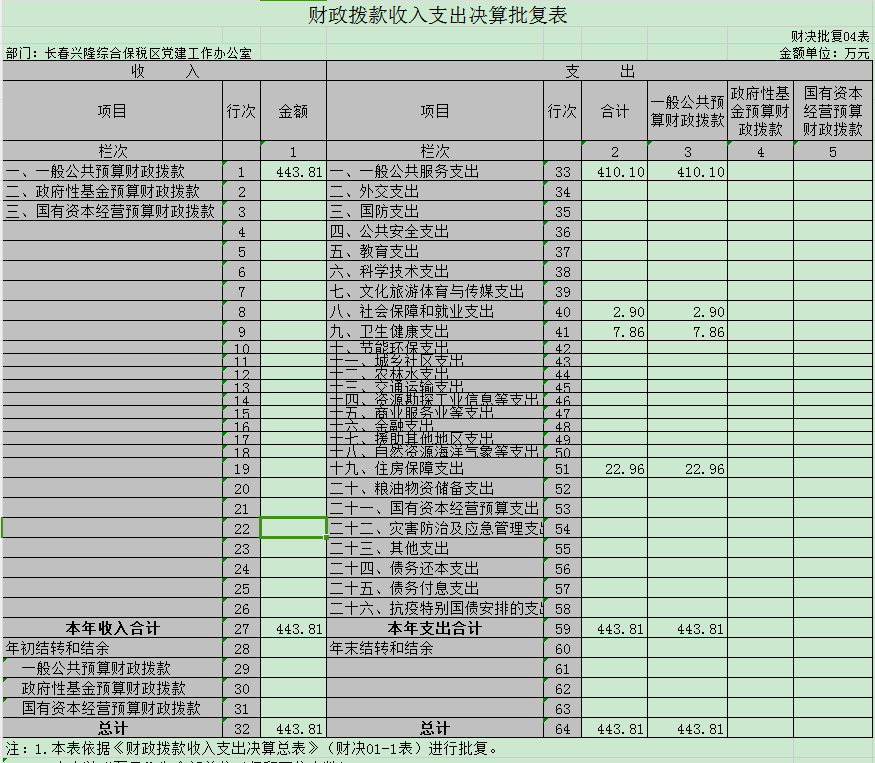 财政拨款收入支出决算批复表
财决批复04表
部门：长春兴隆综合保税区党建工作办公室 金额单位：万元
收 入 支 出
项目 行次 金额 项目 行次 合计 一般公共预算财政拨款 政府性基金预算财政拨款 国有资本经营预算财政拨款
栏次 1 栏次 2 3 4 5
一、一般公共预算财政拨款 1 443.81 一、一般公共服务支出 33 410.10 410.10
二、政府性基金预算财政拨款 2 二、外交支出 34
三、国有资本经营预算财政拨款 3 三、国防支出 35
4 四、公共安全支出 36
5 五、教育支出 37
6 六、科学技术支出 38
7 七、文化旅游体育与传媒支出 39
8 八、社会保障和就业支出 40 2.90 2.90
9 九、卫生健康支出 41 7.86 7.86
10 十、节能环保支出 42
11 十一、城乡社区支出 43
12 十二、农林水支出 44
13 十三、交通运输支出 45
14 十四、资源勘探工业信息等支出 46
15 十五、商业服务业等支出 47
16 十六、金融支出 48
17 十七、援助其他地区支出 49
18 十八、自然资源海洋气象等支出 50
19 十九、住房保障支出 51 22.96 22.96
20 二十、粮油物资储备支出 52
21 二十一、国有资本经营预算支出 53
22 二十二、灾害防治及应急管理支 54
23 二十三、其他支出 55
24 二十四、债务还本支出 56
25 二十五、债务付息支出 57
26 二十六、抗疫特别国债安排的支 58
本年收入合计 27 443.81 本年支出合计 59 443.81 443.81
年初结转和结余 28 年末结转和结余 60
一般公共预算财政拨款 29 61
政府性基金预算财政拨款 30 62
国有资本经营预算财政拨款 31 63
总计 32 443.81 总计 64 443.81 443.81
注：1.本表依据《财政拨款收入支出决算总表》（财决01-1表）进行批复。